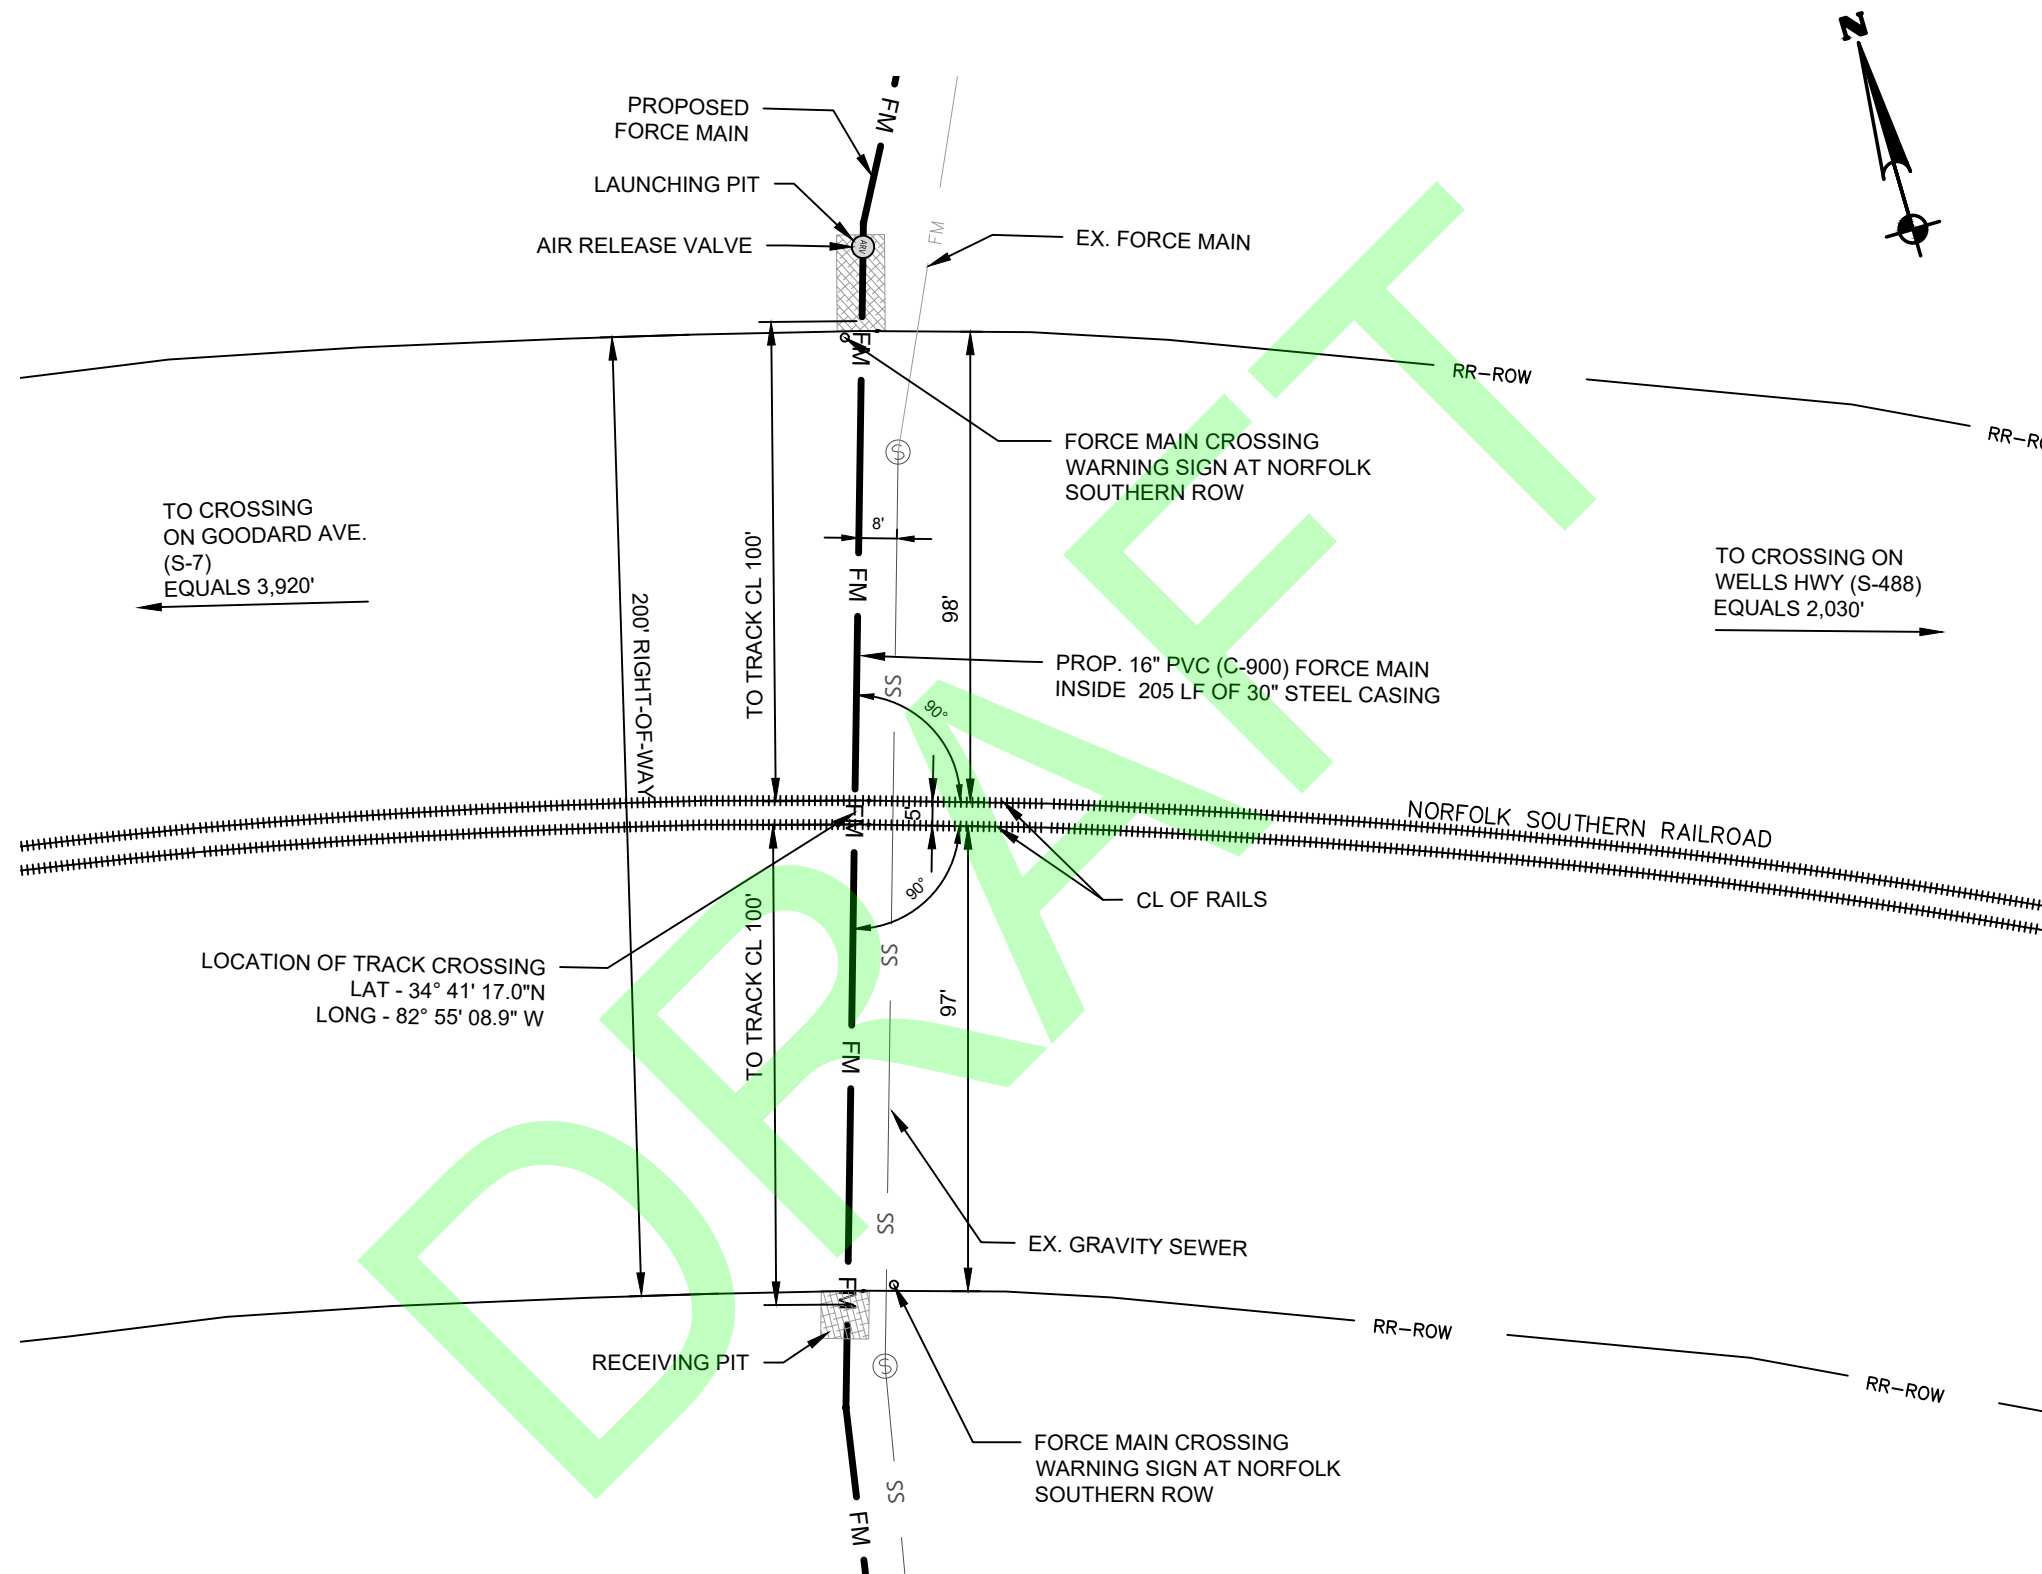 N
PROPOSED
FORCE MAIN
FM
LAUNCHING PIT
AIR RELEASE VALVE
ARV
FM
EX. FORCE MAIN
FM
RR-ROW
RR-RO
FORCE MAIN CROSSING
WARNING SIGN AT NORFOLK
SOUTHERN ROW
S
TO CROSSING
ON GOODARD AVE.
(S-7)
EQUALS 3,920'
8'
TO CROSSING ON
WELLS HWY (S-488)
EQUALS 2,030'
200' RIGHT-OF-WAY
TO TRACK CL 100'
FM
98'
PROP. 16" PVC (C-900) FORCE MAIN
INSIDE 205 LF OF 30" STEEL CASING
SS
90°
FM
5'
NORFOLK SOUTHERN RAILROAD
90°
CL OF RAILS
LOCATION OF TRACK CROSSING
LAT - 34° 41' 17.0"N
LONG - 82° 55' 08.9" W
TO TRACK CL 100'
SS
97'
FM
SS
EX. GRAVITY SEWER
FM
RR-ROW
RR-ROW
RECEIVING PIT
S
FORCE MAIN CROSSING
WARNING SIGN AT NORFOLK
SOUTHERN ROW
SS
FM
DRAFT